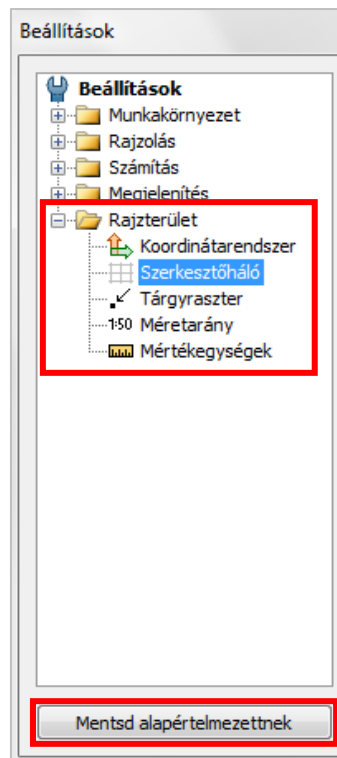 Beállítások
Beállítások
Munkakörnyezet
Rajzolás
Számítás
Megjelenítés
Rajzterület
Koordinátarendszer
Szerkesztőháló
Tárgyraszter
1:50 Méretarány
Mértékegységek
Mentsd alapértelmezettnek